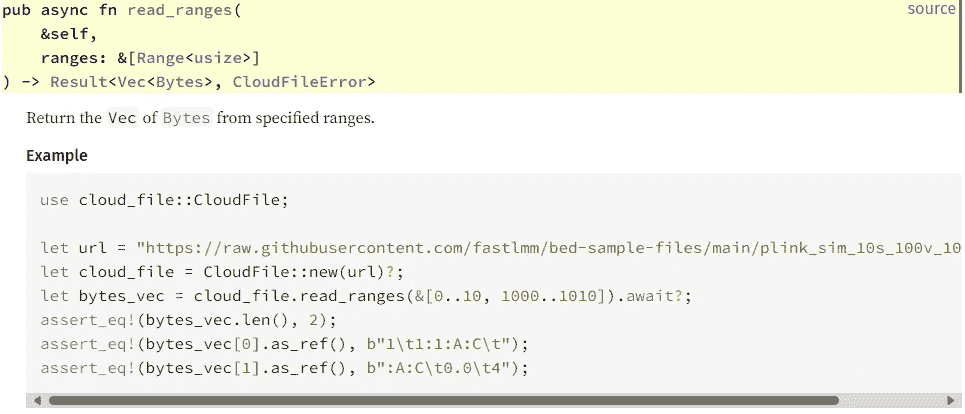 pub async fn read_ranges( source
    &self,
    ranges: &[Range<usize>]
) -> Result<Vec<Bytes>, CloudFileError>
Return the Vec of Bytes from specified ranges.
Example
use cloud_file::CloudFile;
let url = "https://raw.githubusercontent.com/fastlmm/bed-sample-files/main/plink_sim_10s_100v_10
let cloud_file = CloudFile::new(url)?;
let bytes_vec = cloud_file.read_ranges(&[0..10, 1000..1010]).await?;
assert_eq!(bytes_vec.len(), 2);
assert_eq!(bytes_vec[0].as_ref(), b"1\t1:1:A:C\t");
assert_eq!(bytes_vec[1].as_ref(), b":A:C\t0.0\t4");